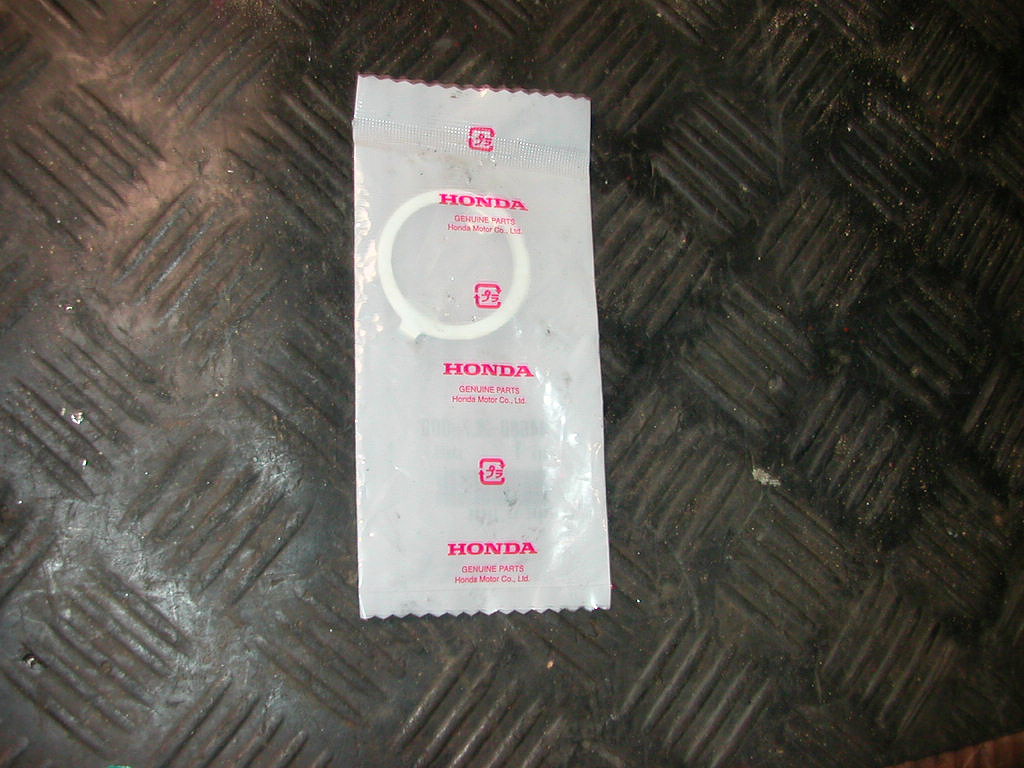 プラ
HONDA
GENUINE PARTS
Honda Motor Co., Ltd.
プラ
HONDA
GENUINE PARTS
Honda Motor Co., Ltd.
プラ
HONDA
GENUINE PARTS
Honda Motor Co., Ltd.